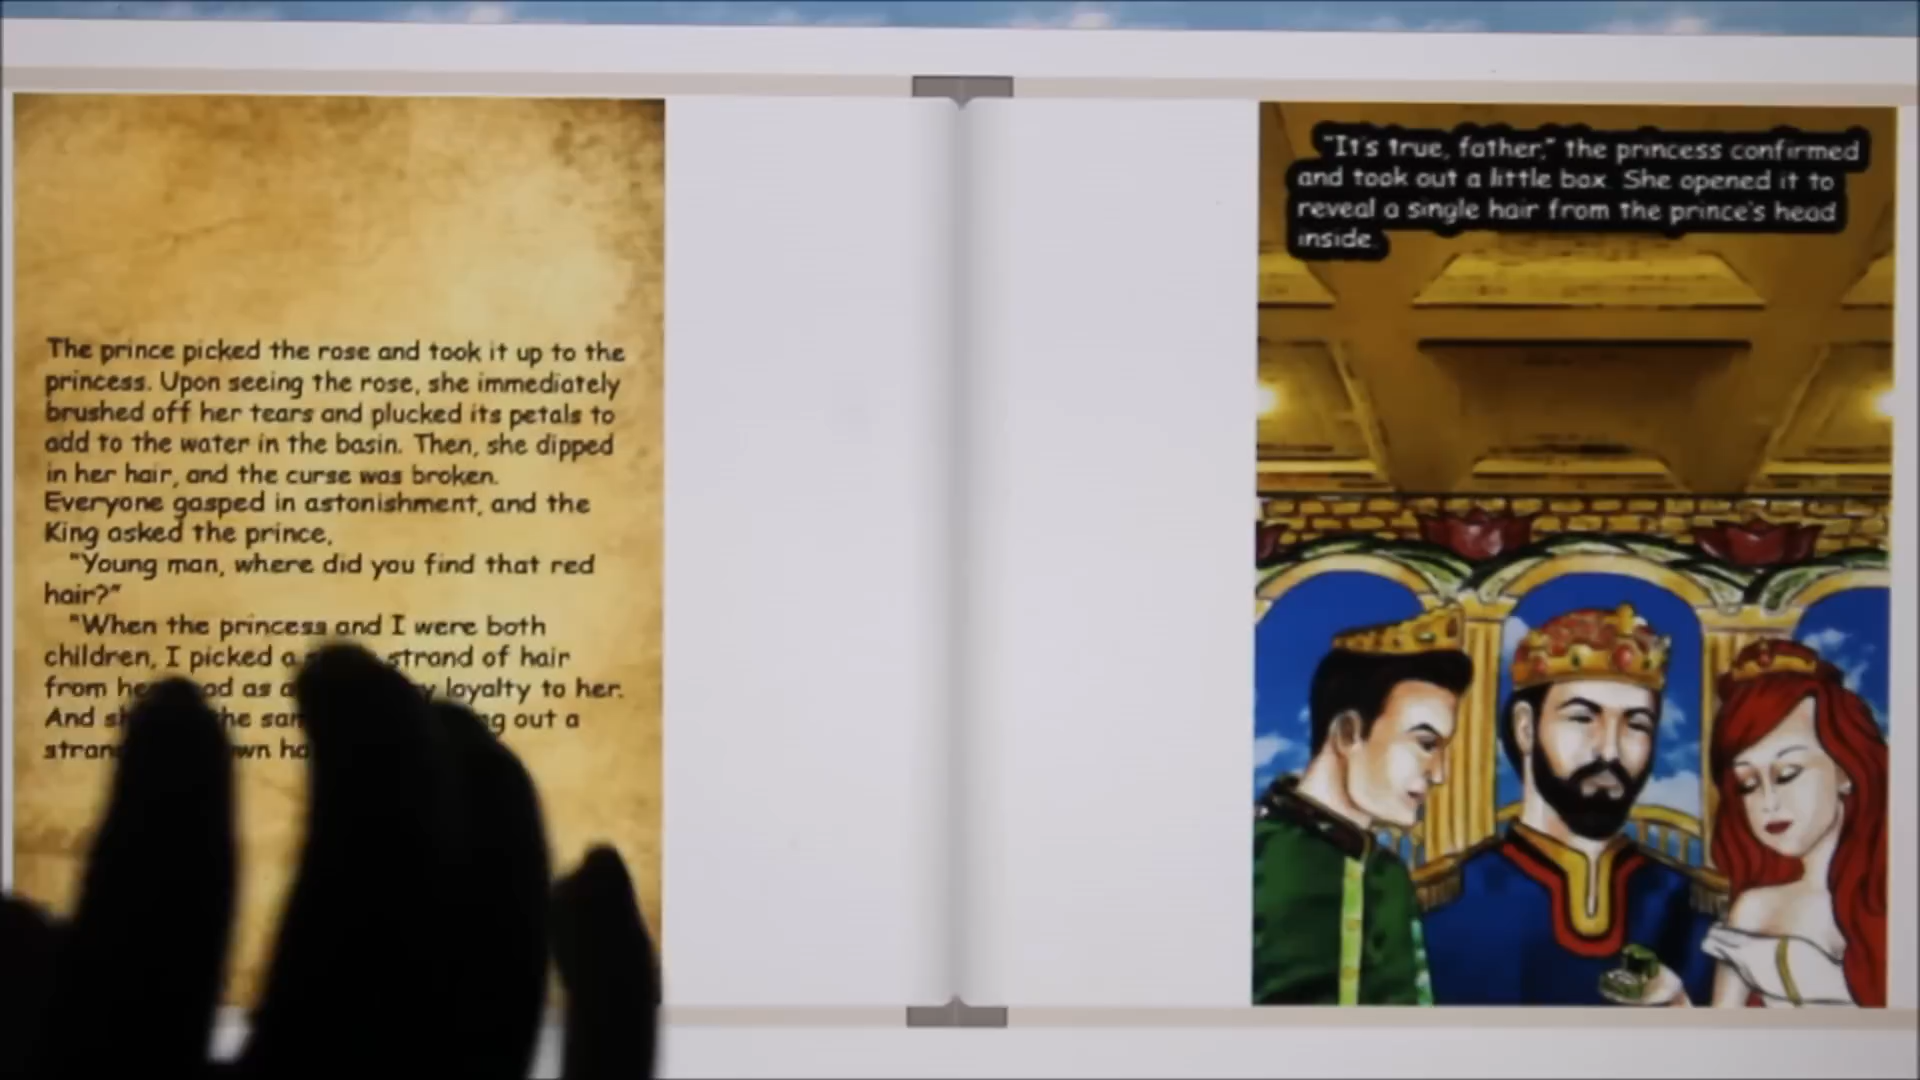 The prince picked the rose and took it up to the
princess. Upon seeing the rose, she immediately
brushed off her tears and plucked its petals to
add to the water in the basin. Then, she dipped
in her hair, and the curse was broken.
Everyone gasped in astonishment, and the
King asked the prince,
"Young man, where did you find that red
hair?"
"When the princess and I were both
children, I picked a strand of hair
from as loyalty to her.
And out a
"It's true, father," the princess confirmed
and took out a little box. She opened it to
reveal a single hair from the prince's head
inside.